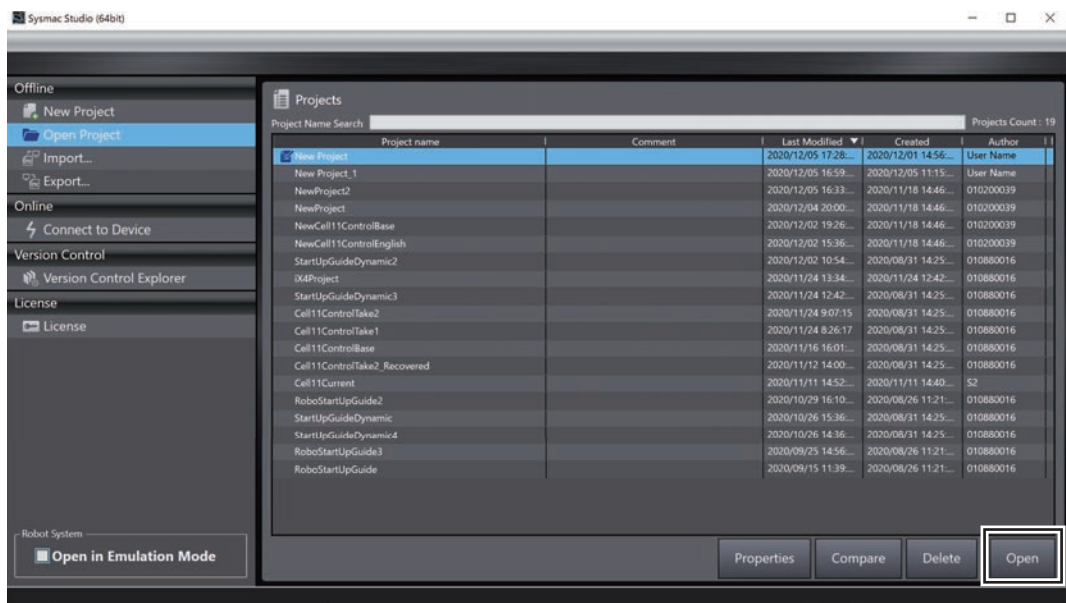 Sysmac Studio (64bit)
Offline
New Project
Open Project
Import...
Export...
Online
Connect to Device
Version Control
Version Control Explorer
License
License
Robot System
Open in Emulation Mode
Projects
Project Name Search Projects Count : 19
Project name Comment Last Modified ▼ Created Author
New Project 2020/12/05 17:28:... 2020/12/01 14:56:... User Name
New Project_1 2020/12/05 16:59:... 2020/12/05 11:15:... User Name
NewProject2 2020/12/05 16:33:... 2020/11/18 14:46:... 010200039
NewProject 2020/12/04 20:00:... 2020/11/18 14:46:... 010200039
NewCell11ControlBase 2020/12/02 19:26:... 2020/11/18 14:46:... 010200039
NewCell11ControlEnglish 2020/12/02 15:36:... 2020/11/18 14:46:... 010200039
StartUpGuideDynamic2 2020/12/02 10:54:... 2020/08/31 14:25:... 010880016
iX4Project 2020/11/24 13:34:... 2020/11/24 12:42:... 010880016
StartUpGuideDynamic3 2020/11/24 12:42:... 2020/08/31 14:25:... 010880016
Cell11ControlTake2 2020/11/24 9:07:15 2020/08/31 14:25:... 010880016
Cell11ControlTake1 2020/11/24 8:26:17 2020/08/31 14:25:... 010880016
Cell11ControlBase 2020/11/16 16:01:... 2020/08/31 14:25:... 010880016
Cell11ControlTake2_Recovered 2020/11/12 14:00:... 2020/08/31 14:25:... 010880016
Cell11Current 2020/11/11 14:52:... 2020/11/11 14:40:... S2
RoboStartUpGuide2 2020/10/29 16:10:... 2020/08/26 11:21:... 010880016
StartUpGuideDynamic 2020/10/26 15:36:... 2020/08/31 14:25:... 010880016
StartUpGuideDynamic4 2020/10/26 14:36:... 2020/08/31 14:25:... 010880016
RoboStartUpGuide3 2020/09/25 14:56:... 2020/08/26 11:21:... 010880016
RoboStartUpGuide 2020/09/15 11:39:... 2020/08/26 11:21:... 010880016
Properties Compare Delete Open